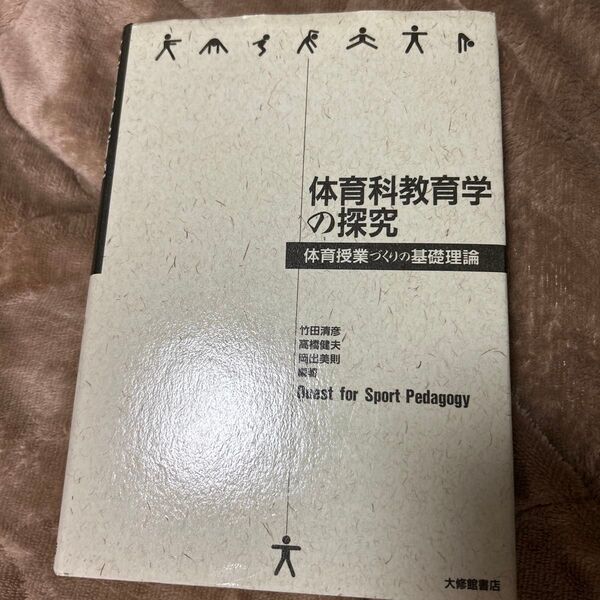 体育科教育学
の探究
体育授業づくりの基礎理論
竹田清彦
高橋健夫
岡出美則
編著
Quest for Sport Pedagogy
大修館書店